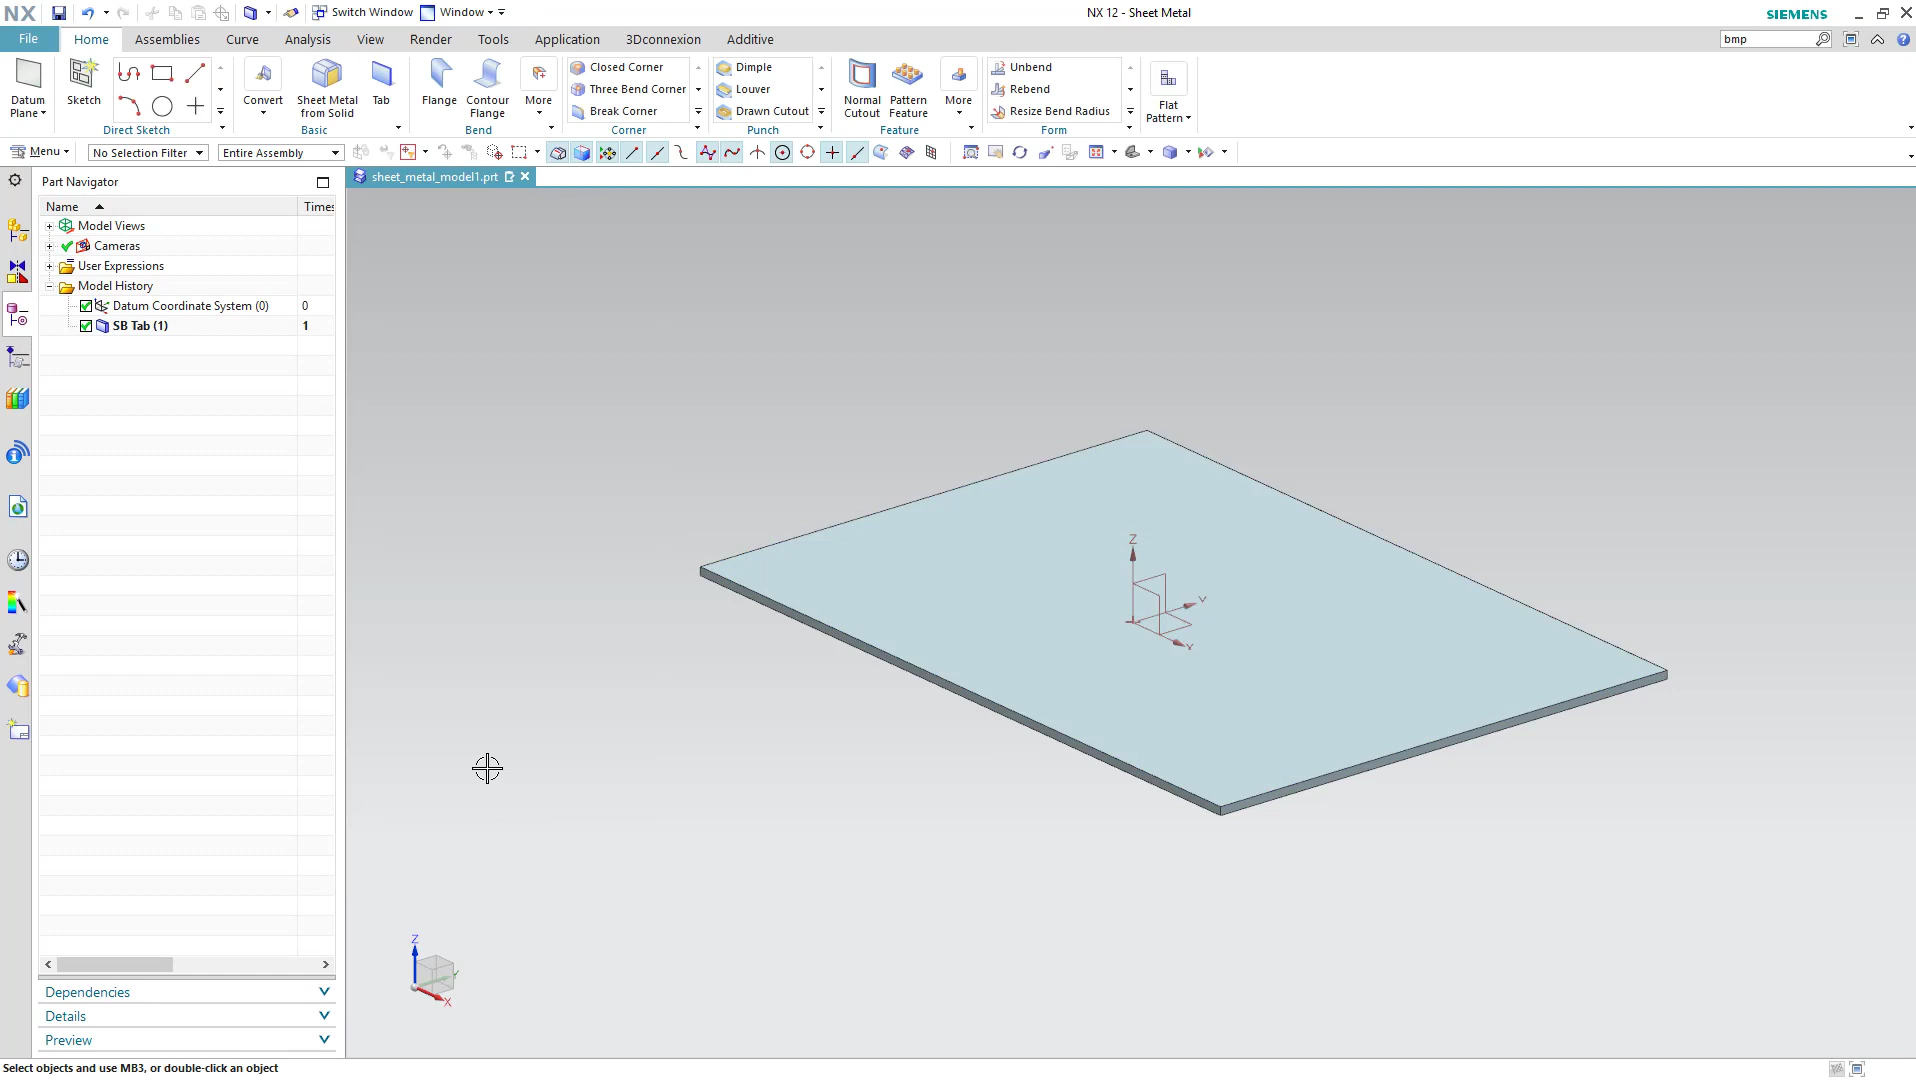 NX
Switch Window
Window
NX 12 - Sheet Metal
SIEMENS
File
Home
Assemblies
Curve
Analysis
View
Render
Tools
Application
3Dconnexion
Additive
bmp
Datum
Plane
Sketch
Direct Sketch
Convert
Sheet Metal
from Solid
Tab
Basic
Flange
Contour
Flange
More
Bend
Closed Corner
Three Bend Corner
Break Corner
Corner
Dimple
Louver
Drawn Cutout
Punch
Normal
Cutout
Pattern
Feature
More
Feature
Unbend
Rebend
Resize Bend Radius
Form
Flat
Pattern
Menu
No Selection Filter
Entire Assembly
Part Navigator
sheet_metal_model1.prt
Name
Times
Model Views
Cameras
User Expressions
Model History
Datum Coordinate System (0)
0
SB Tab (1)
1
Z
Y
Z
X
Dependencies
Details
Preview
Select objects and use MB3, or double-click an object